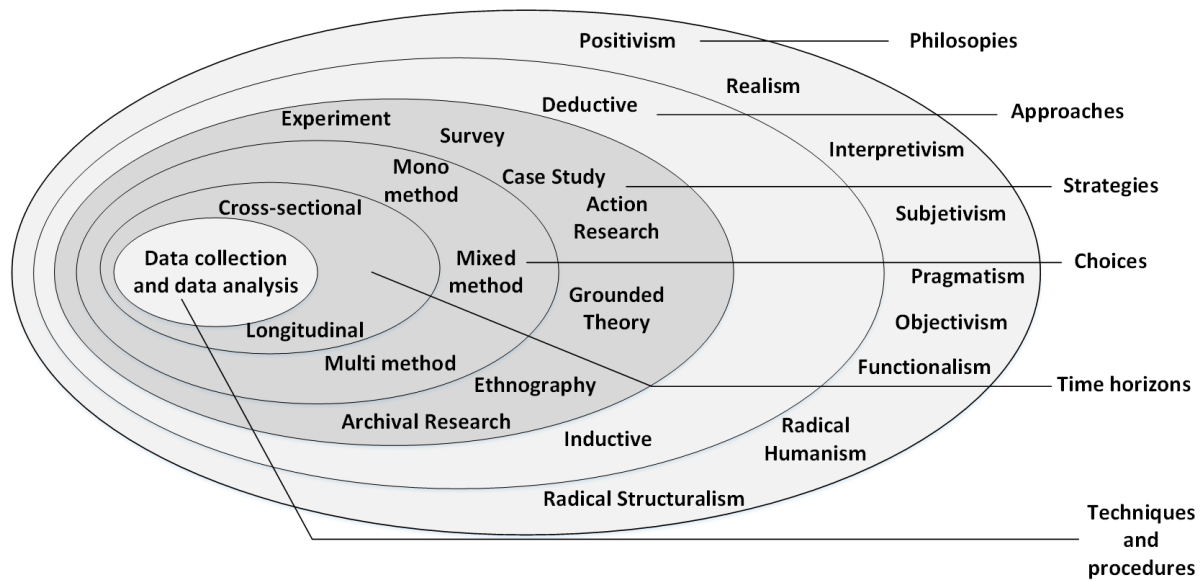 Positivism
Philosopies
Realism
Deductive
Approaches
Experiment
Survey
Interpretivism
Mono
method
Case Study
Strategies
Action
Research
Cross-sectional
Subjetivism
Data collection
and data analysis
Mixed
method
Choices
Pragmatism
Grounded
Theory
Objectivism
Longitudinal
Multi method
Functionalism
Ethnography
Time horizons
Archival Research
Inductive
Radical
Humanism
Radical Structuralism
Techniques
and
procedures